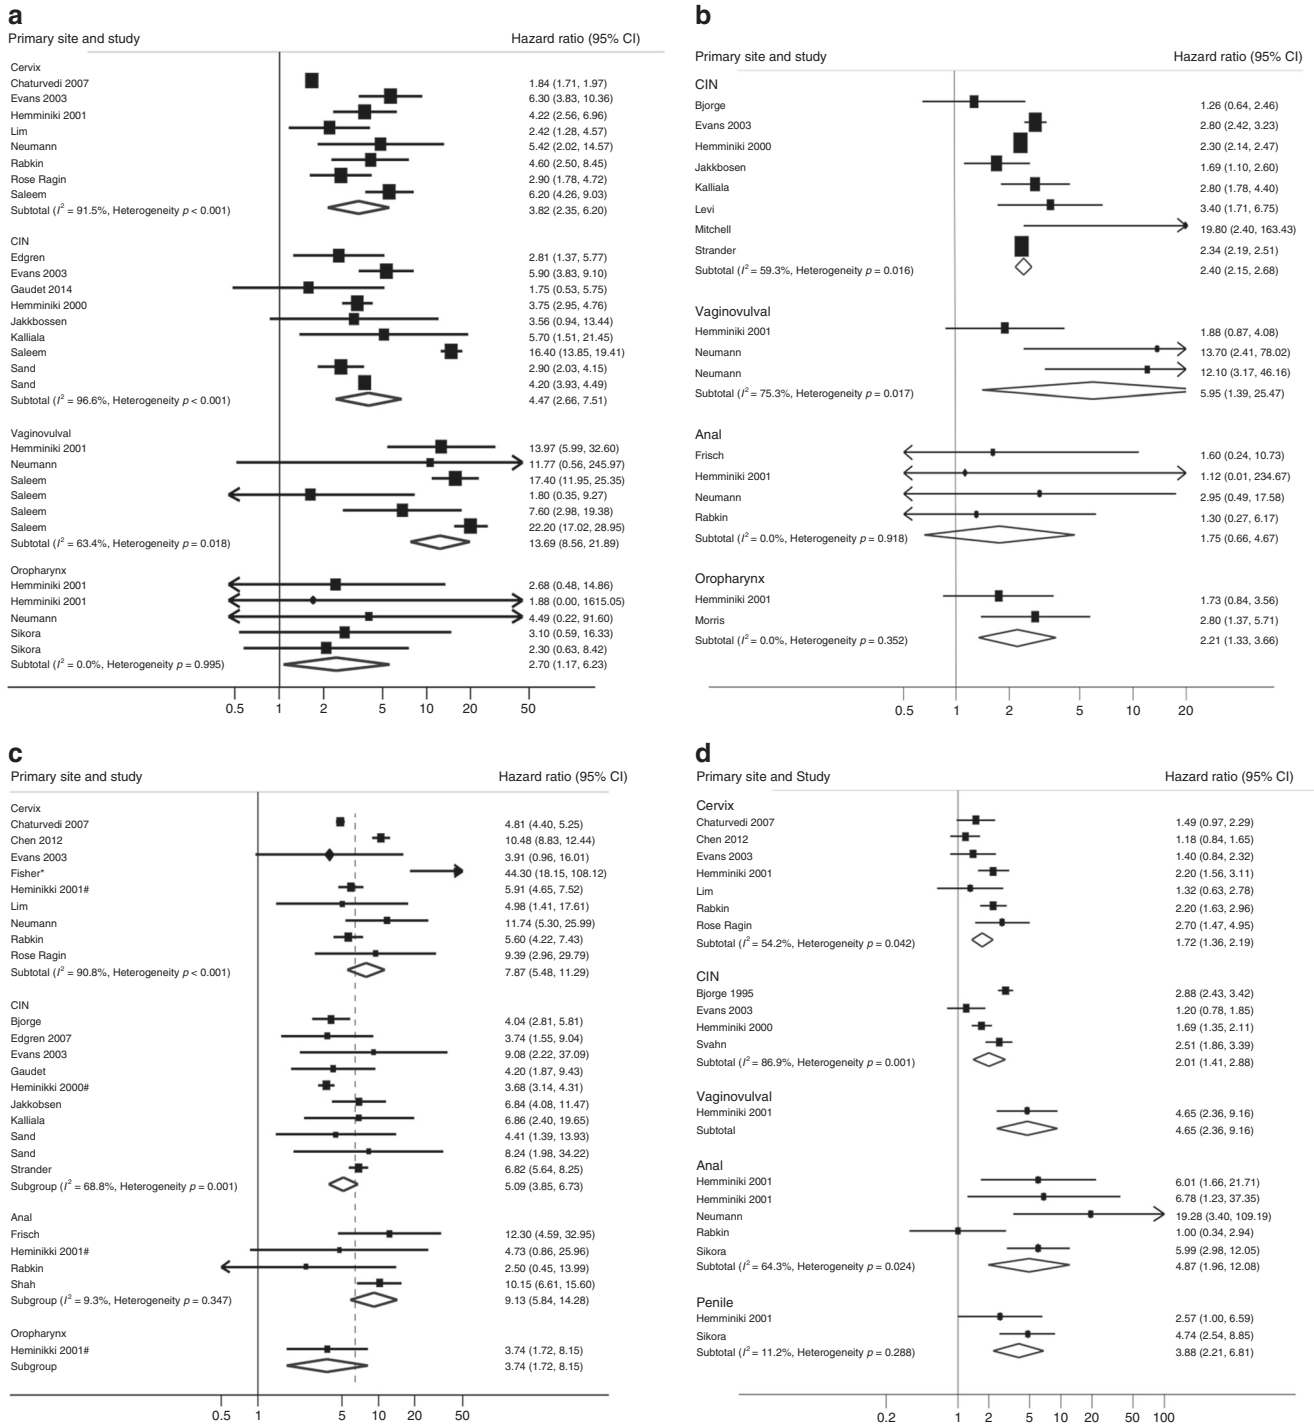 a
Primary site and study Hazard ratio (95% CI)
Cervix
Chaturvedi 2007 1.84 (1.71, 1.97)
Evans 2003 6.30 (3.83, 10.36)
Hemminiki 2001 4.22 (2.56, 6.96)
Lim 2.42 (1.28, 4.57)
Neumann 5.42 (2.02, 14.57)
Rabkin 4.60 (2.50, 8.45)
Rose Ragin 2.90 (1.78, 4.72)
Saleem 6.20 (4.26, 9.03)
Subtotal (I² = 91.5%, Heterogeneity p < 0.001) 3.82 (2.35, 6.20)
CIN
Edgren 2.81 (1.37, 5.77)
Evans 2003 5.90 (3.83, 9.10)
Gaudet 2014 1.75 (0.53, 5.75)
Hemminiki 2000 3.75 (2.95, 4.76)
Jakkbossen 3.56 (0.94, 13.44)
Kalliala 5.70 (1.51, 21.45)
Saleem 16.40 (13.85, 19.41)
Sand 2.90 (2.03, 4.15)
Sand 4.20 (3.93, 4.49)
Subtotal (I² = 96.6%, Heterogeneity p < 0.001) 4.47 (2.66, 7.51)
Vaginovulval
Hemminiki 2001 13.97 (5.99, 32.60)
Neumann 11.77 (0.56, 245.97)
Saleem 17.40 (11.95, 25.35)
Saleem 1.80 (0.35, 9.27)
Saleem 7.60 (2.98, 19.38)
Saleem 22.20 (17.02, 28.95)
Subtotal (I² = 63.4%, Heterogeneity p = 0.018) 13.69 (8.56, 21.89)
Oropharynx
Hemminiki 2001 2.68 (0.48, 14.86)
Hemminiki 2001 1.88 (0.00, 1615.05)
Neumann 4.49 (0.22, 91.60)
Sikora 3.10 (0.59, 16.33)
Sikora 2.30 (0.63, 8.42)
Subtotal (I² = 0.0%, Heterogeneity p = 0.995) 2.70 (1.17, 6.23)
0.5 1 2 5 10 20 50
b
Primary site and study Hazard ratio (95% CI)
CIN
Bjorge 1.26 (0.64, 2.46)
Evans 2003 2.80 (2.42, 3.23)
Hemminiki 2000 2.30 (2.14, 2.47)
Jakkbosen 1.69 (1.10, 2.60)
Kalliala 2.80 (1.78, 4.40)
Levi 3.40 (1.71, 6.75)
Mitchell 19.80 (2.40, 163.43)
Strander 2.34 (2.19, 2.51)
Subtotal (I² = 59.3%, Heterogeneity p = 0.016) 2.40 (2.15, 2.68)
Vaginovulval
Hemminiki 2001 1.88 (0.87, 4.08)
Neumann 13.70 (2.41, 78.02)
Neumann 12.10 (3.17, 46.16)
Subtotal (I² = 75.3%, Heterogeneity p = 0.017) 5.95 (1.39, 25.47)
Anal
Frisch 1.60 (0.24, 10.73)
Hemminiki 2001 1.12 (0.01, 234.67)
Neumann 2.95 (0.49, 17.58)
Rabkin 1.30 (0.27, 6.17)
Subtotal (I² = 0.0%, Heterogeneity p = 0.918) 1.75 (0.66, 4.67)
Oropharynx
Hemminiki 2001 1.73 (0.84, 3.56)
Morris 2.80 (1.37, 5.71)
Subtotal (I² = 0.0%, Heterogeneity p = 0.352) 2.21 (1.33, 3.66)
0.5 1 2 5 10 20
c
Primary site and study Hazard ratio (95% CI)
Cervix
Chaturvedi 2007 4.81 (4.40, 5.25)
Chen 2012 10.48 (8.83, 12.44)
Evans 2003 3.91 (0.96, 16.01)
Fisher* 44.30 (18.15, 108.12)
Heminikki 2001# 5.91 (4.65, 7.52)
Lim 4.98 (1.41, 17.61)
Neumann 11.74 (5.30, 25.99)
Rabkin 5.60 (4.22, 7.43)
Rose Ragin 9.39 (2.96, 29.79)
Subtotal (I² = 90.8%, Heterogeneity p < 0.001) 7.87 (5.48, 11.29)
CIN
Bjorge 4.04 (2.81, 5.81)
Edgren 2007 3.74 (1.55, 9.04)
Evans 2003 9.08 (2.22, 37.09)
Gaudet 4.20 (1.87, 9.43)
Heminikki 2000# 3.68 (3.14, 4.31)
Jakkobsen 6.84 (4.08, 11.47)
Kalliala 6.86 (2.40, 19.65)
Sand 4.41 (1.39, 13.93)
Sand 8.24 (1.98, 34.22)
Strander 6.82 (5.64, 8.25)
Subgroup (I² = 68.8%, Heterogeneity p = 0.001) 5.09 (3.85, 6.73)
Anal
Frisch 12.30 (4.59, 32.95)
Heminikki 2001# 4.73 (0.86, 25.96)
Rabkin 2.50 (0.45, 13.99)
Shah 10.15 (6.61, 15.60)
Subgroup (I² = 9.3%, Heterogeneity p = 0.347) 9.13 (5.84, 14.28)
Oropharynx
Heminikki 2001# 3.74 (1.72, 8.15)
Subgroup 3.74 (1.72, 8.15)
0.5 1 5 10 20 50
d
Primary site and Study Hazard ratio (95% CI)
Cervix
Chaturvedi 2007 1.49 (0.97, 2.29)
Chen 2012 1.18 (0.84, 1.65)
Evans 2003 1.40 (0.84, 2.32)
Hemminiki 2001 2.20 (1.56, 3.11)
Lim 1.32 (0.63, 2.78)
Rabkin 2.20 (1.63, 2.96)
Rose Ragin 2.70 (1.47, 4.95)
Subtotal (I² = 54.2%, Heterogeneity p = 0.042) 1.72 (1.36, 2.19)
CIN
Bjorge 1995 2.88 (2.43, 3.42)
Evans 2003 1.20 (0.78, 1.85)
Hemminiki 2000 1.69 (1.35, 2.11)
Svahn 2.51 (1.86, 3.39)
Subtotal (I² = 86.9%, Heterogeneity p = 0.001) 2.01 (1.41, 2.88)
Vaginovulval
Hemminiki 2001 4.65 (2.36, 9.16)
Subtotal 4.65 (2.36, 9.16)
Anal
Hemminiki 2001 6.01 (1.66, 21.71)
Hemminiki 2001 6.78 (1.23, 37.35)
Neumann 19.28 (3.40, 109.19)
Rabkin 1.00 (0.34, 2.94)
Sikora 5.99 (2.98, 12.05)
Subtotal (I² = 64.3%, Heterogeneity p = 0.024) 4.87 (1.96, 12.08)
Penile
Hemminiki 2001 2.57 (1.00, 6.59)
Sikora 4.74 (2.54, 8.85)
Subtotal (I² = 11.2%, Heterogeneity p = 0.288) 3.88 (2.21, 6.81)
0.2 1 2 5 10 20 50 100